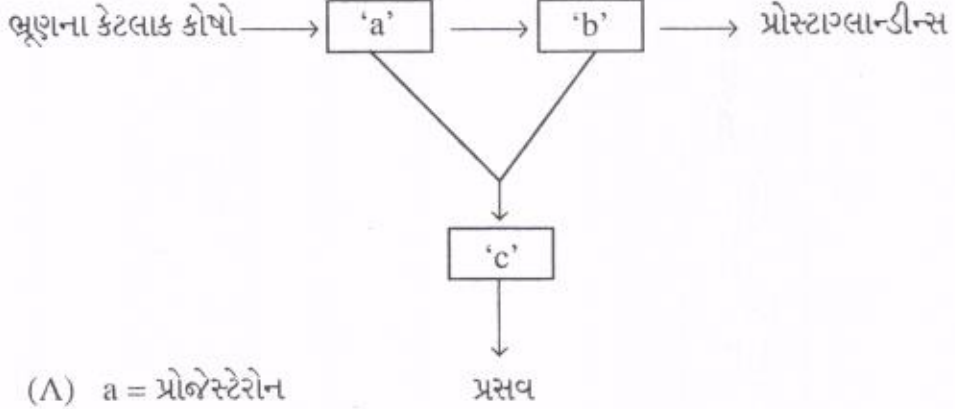 ભ્રૂણના કેટલાક કોષો 'a' 'b' પ્રોસ્ટાગ્લાન્ડીન્સ
'c'
(A) a = પ્રોજેસ્ટેરોન પ્રસવ